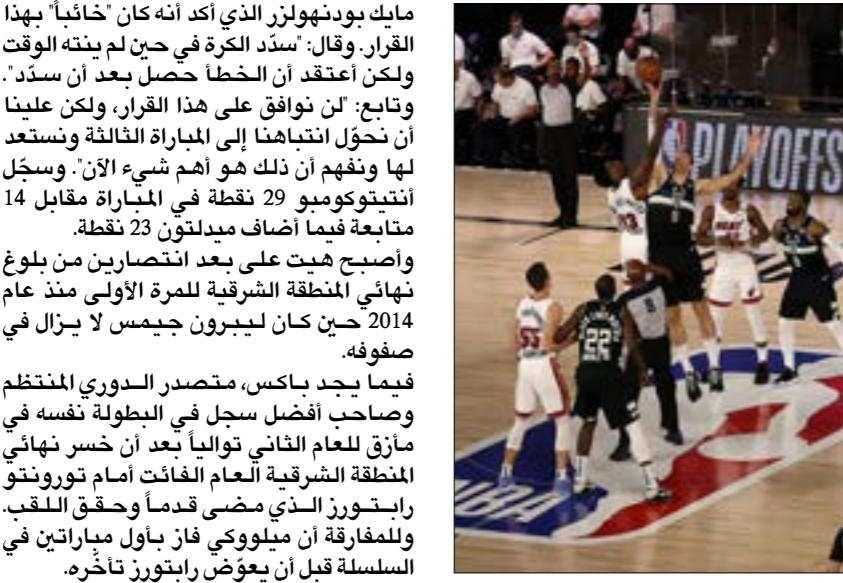 مايك بودنهولزر الذي أكد أنه كان "خائباً" بهذا
القرار. وقال: "سدّد الكرة في حين لم ينته الوقت
ولكن أعتقد أن الخطأ حصل بعد أن سدّد".
وتابع: "لن نوافق على هذا القرار، ولكن علينا
أن نحوّل انتباهنا إلى المباراة الثالثة ونستعد
لها ونفهم أن ذلك هو أهم شيء الآن". وسجّل
أنتيتوكومبو 29 نقطة في المباراة مقابل 14
متابعة فيما أضاف ميدلتون 23 نقطة.
وأصبح هيت على بعد انتصارين من بلوغ
نهائي المنطقة الشرقية للمرة الأولى منذ عام
2014 حين كان ليبرون جيمس لا يزال في
صفوفه.
فيما يجد باكس، متصدر الدوري المنتظم
وصاحب أفضل سجل في البطولة نفسه في
مأزق للعام الثاني توالياً بعد أن خسر نهائي
المنطقة الشرقية العام الفائت أمام تورونتو
رابتورز الذي مضى قدماً وحقق اللقب.
وللمفارقة أن ميلووكي فاز بأول مباراتين في
السلسلة قبل أن يعوّض رابتورز تأخّره.
PLAYOFFS
HEAT
55
22
NBA